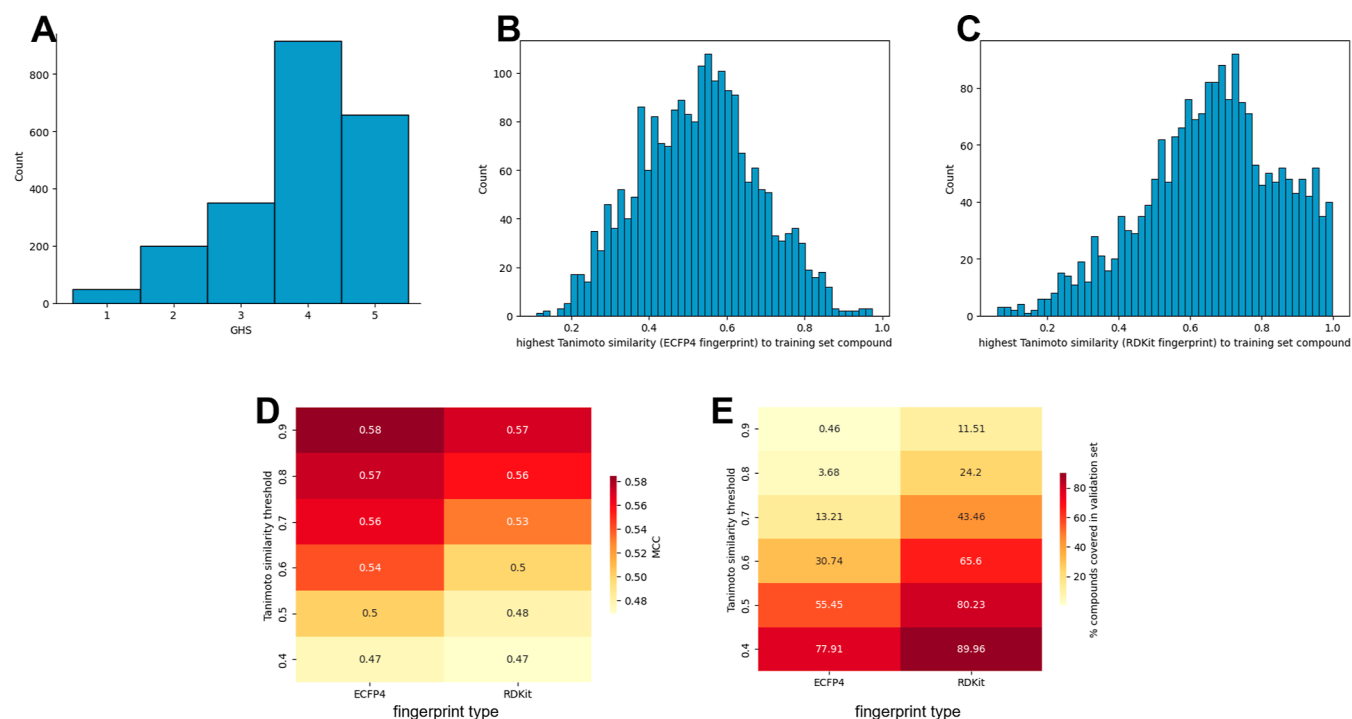 A
Count
800
600
400
200
0
1 2 3 4 5
GHS
B
Count
100
80
60
40
20
0
0.2 0.4 0.6 0.8 1.0
highest Tanimoto similarity (ECFP4 fingerprint) to training set compound
C
Count
80
60
40
20
0
0.2 0.4 0.6 0.8 1.0
highest Tanimoto similarity (RDKit fingerprint) to training set compound
D
Tanimoto similarity threshold
0.9 0.58 0.57
0.8 0.57 0.56
0.7 0.56 0.53
0.6 0.54 0.5
0.5 0.5 0.48
0.4 0.47 0.47
ECFP4 RDKit
fingerprint type
0.58
0.56
0.54
0.52
0.50
0.48
MCC
E
Tanimoto similarity threshold
0.9 0.46 11.51
0.8 3.68 24.2
0.7 13.21 43.46
0.6 30.74 65.6
0.5 55.45 80.23
0.4 77.91 89.96
ECFP4 RDKit
fingerprint type
80
60
40
20
% compounds covered in validation set